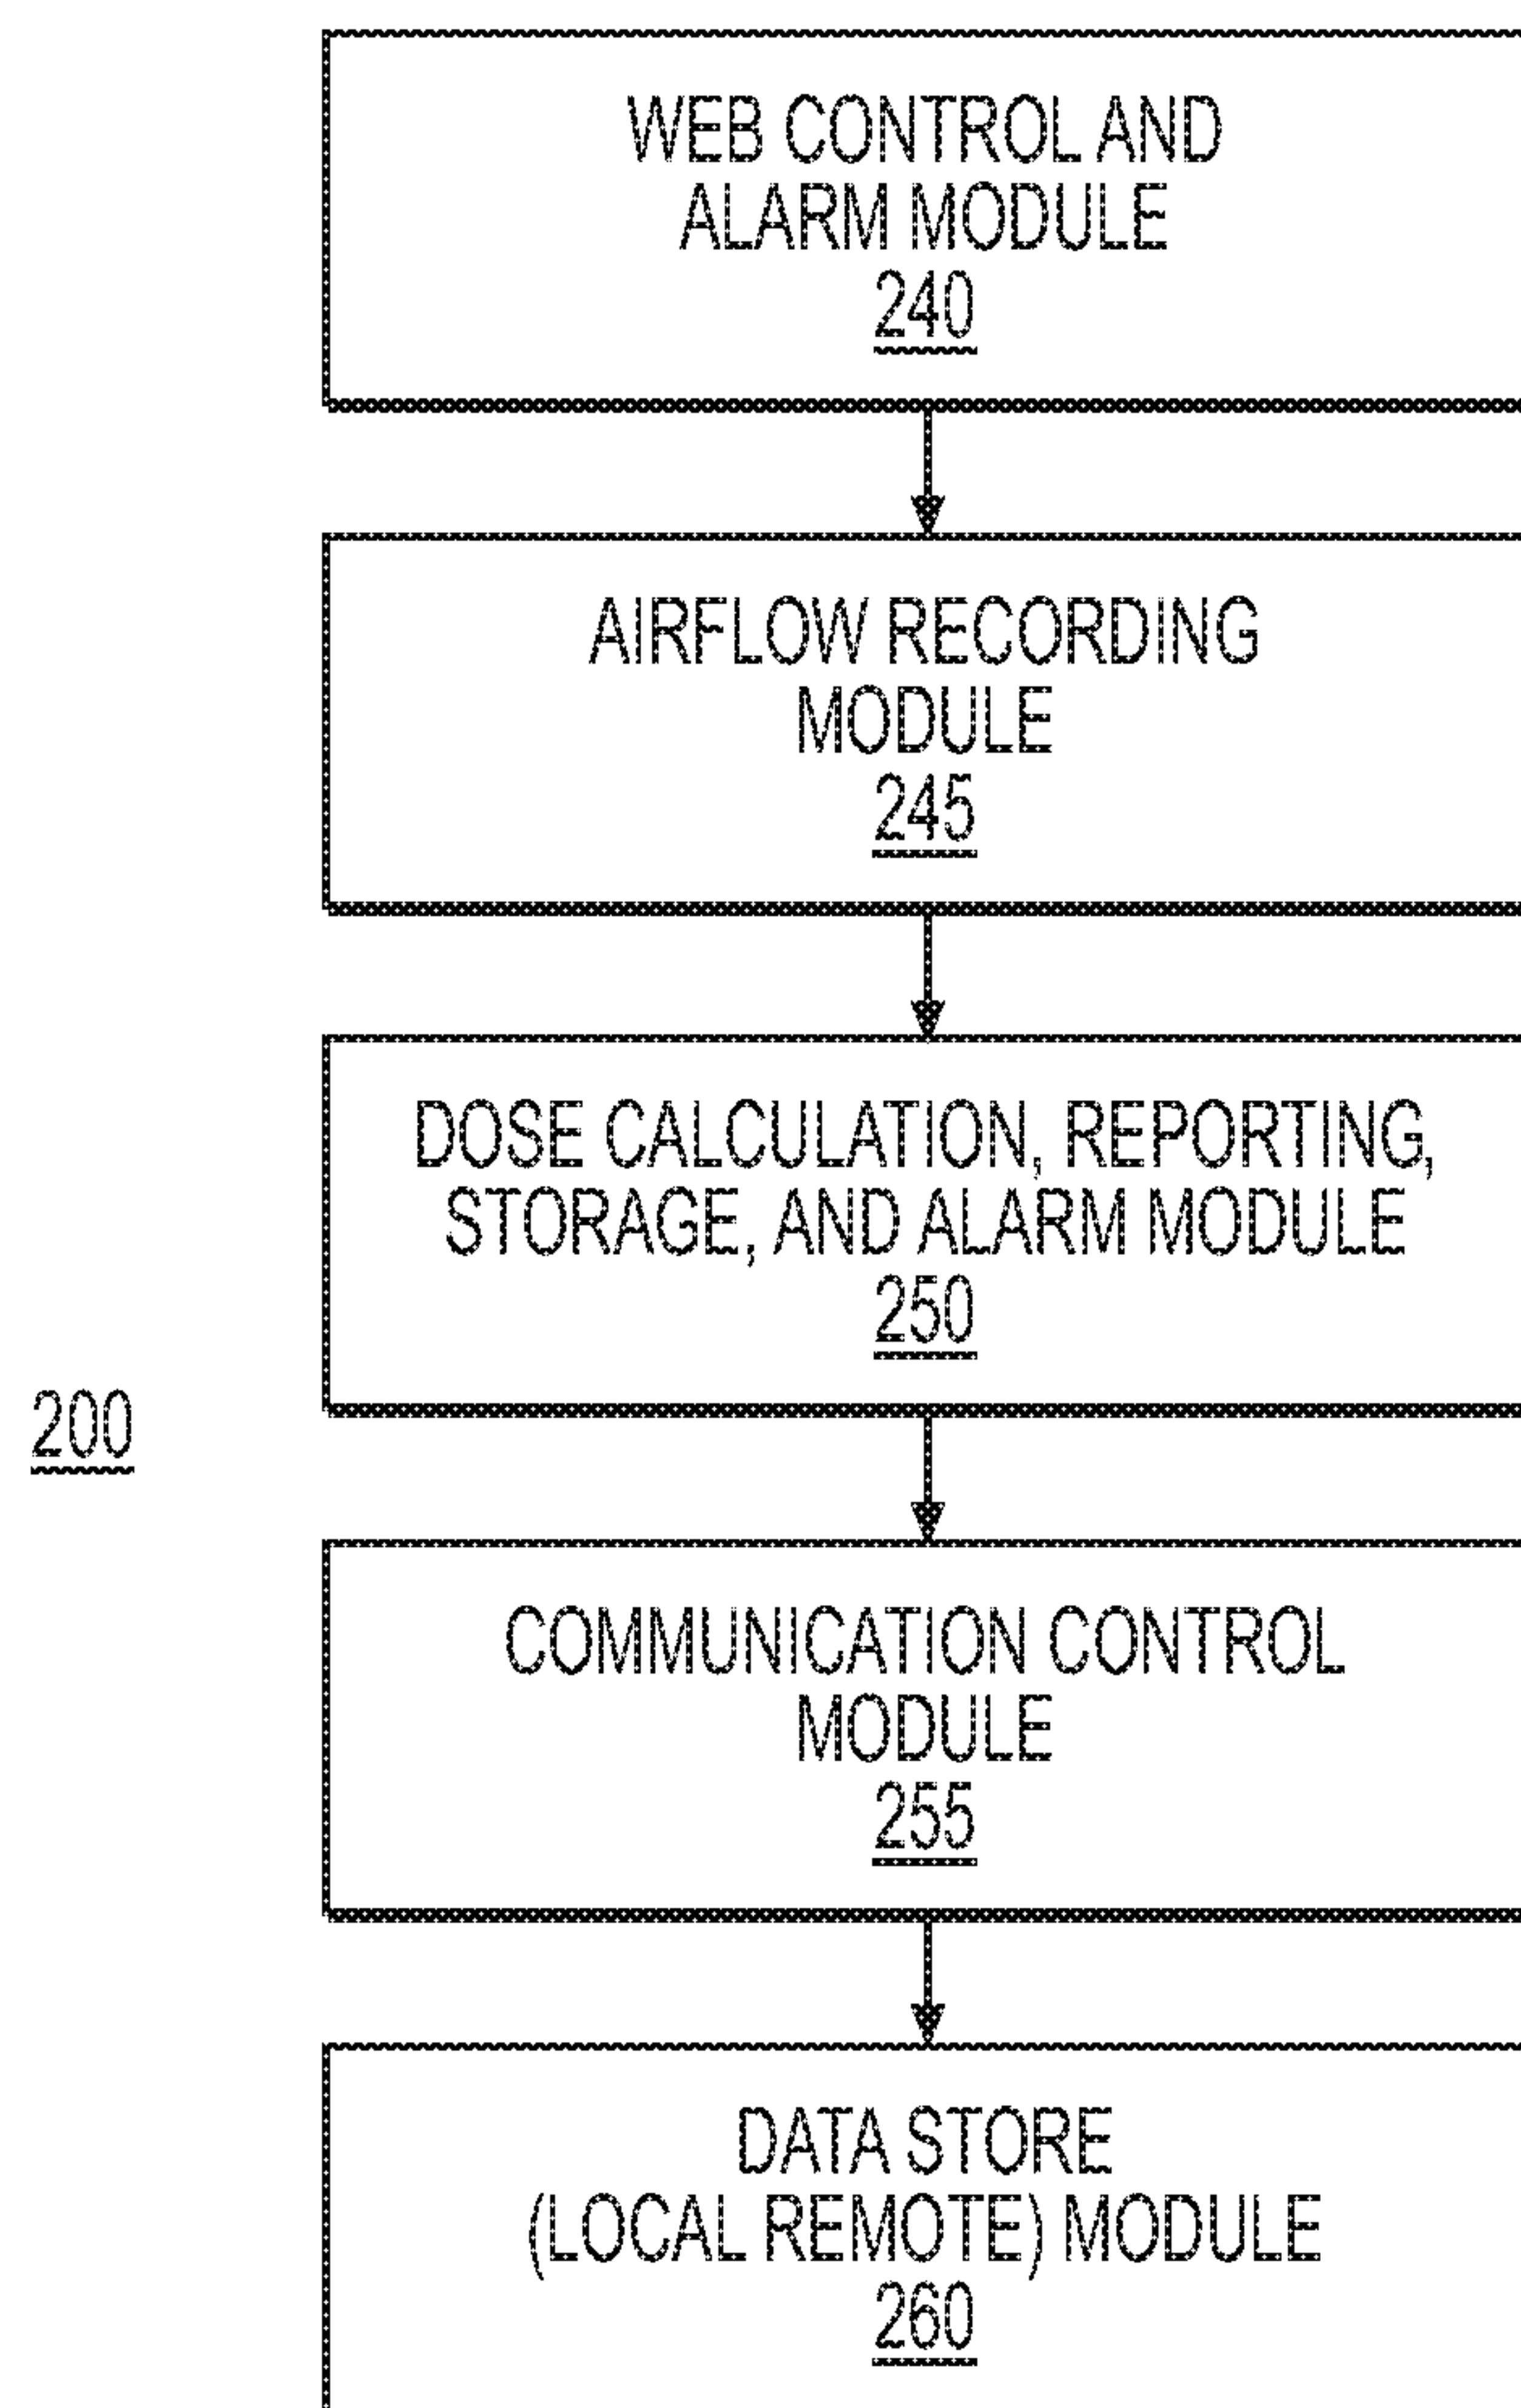 WEB CONTROL AND
ALARM MODULE
240
AIRFLOW RECORDING
MODULE
245
DOSE CALCULATION, REPORTING,
STORAGE, AND ALARM MODULE
250
200
COMMUNICATION CONTROL
MODULE
255
DATA STORE
(LOCAL REMOTE) MODULE
260